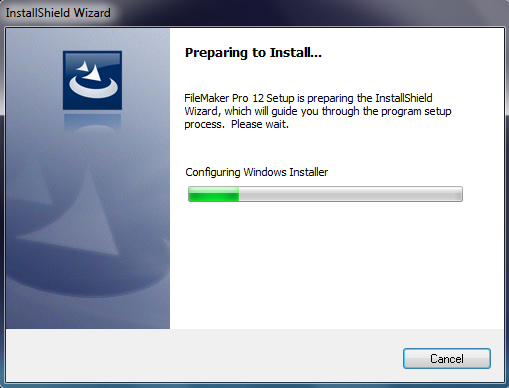 InstallShield Wizard
Preparing to Install...
FileMaker Pro 12 Setup is preparing the InstallShield
Wizard, which will guide you through the program setup
process.  Please wait.
Configuring Windows Installer
Cancel